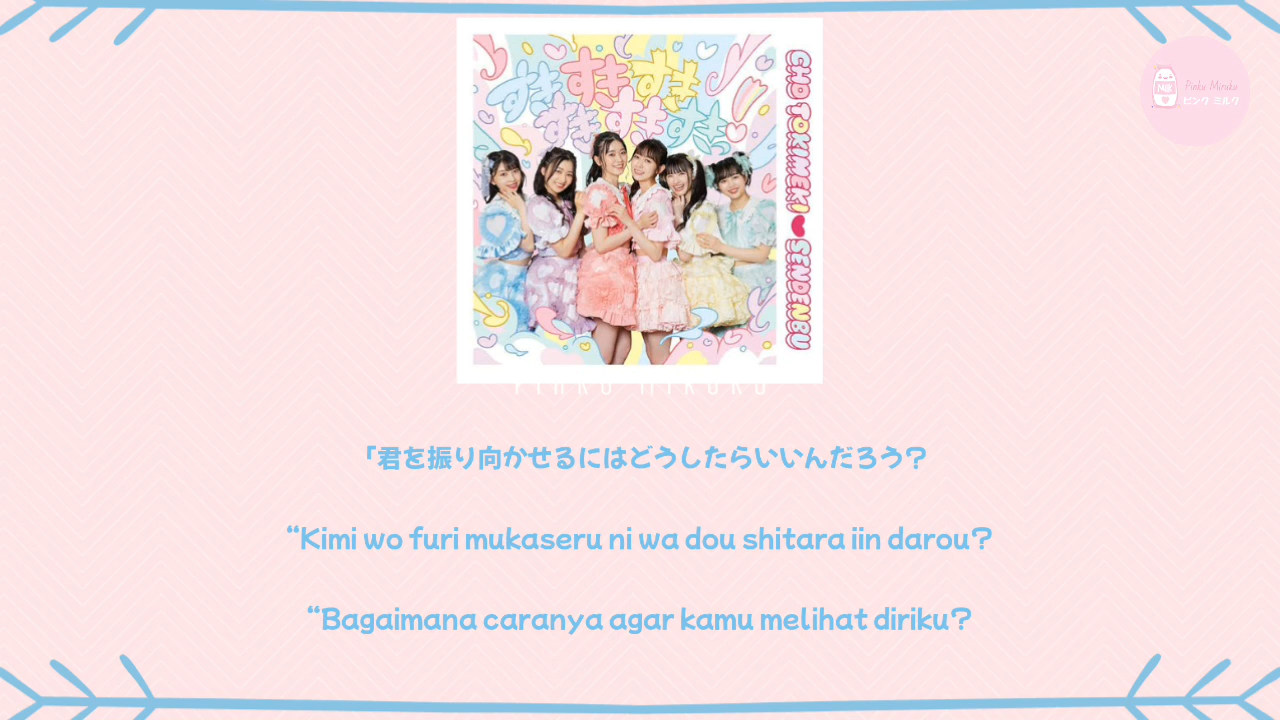 すき すき すき
すき すき すき
CHO TOKIMEKI♥SENDENBU
Pinku Miruku
ピンク ミルク
PINKU MIRUKU
「君を振り向かせるにはどうしたらいいんだろう?
“Kimi wo furi mukaseru ni wa dou shitara iin darou?
“Bagaimana caranya agar kamu melihat diriku?